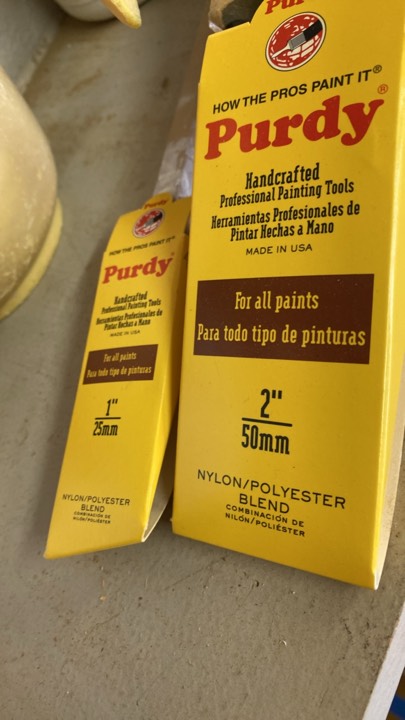 Purdy
HOW THE PROS PAINT IT™
Purdy
Handcrafted
Professional Painting Tools
Herramientas Profesionales de
Pintar Hechas a Mano
MADE IN USA
For all paints
Para todo tipo de pinturas
1"
25mm
NYLON/POLYESTER
BLEND
COMBINACIÓN DE
NILÓN/POLIÉSTER
HOW THE PROS PAINT IT®
Purdy®
Handcrafted
Professional Painting Tools
Herramientas Profesionales de
Pintar Hechas a Mano
MADE IN USA
For all paints
Para todo tipo de pinturas
2"
50mm
NYLON/POLYESTER
BLEND
COMBINACIÓN DE
NILÓN/POLIÉSTER